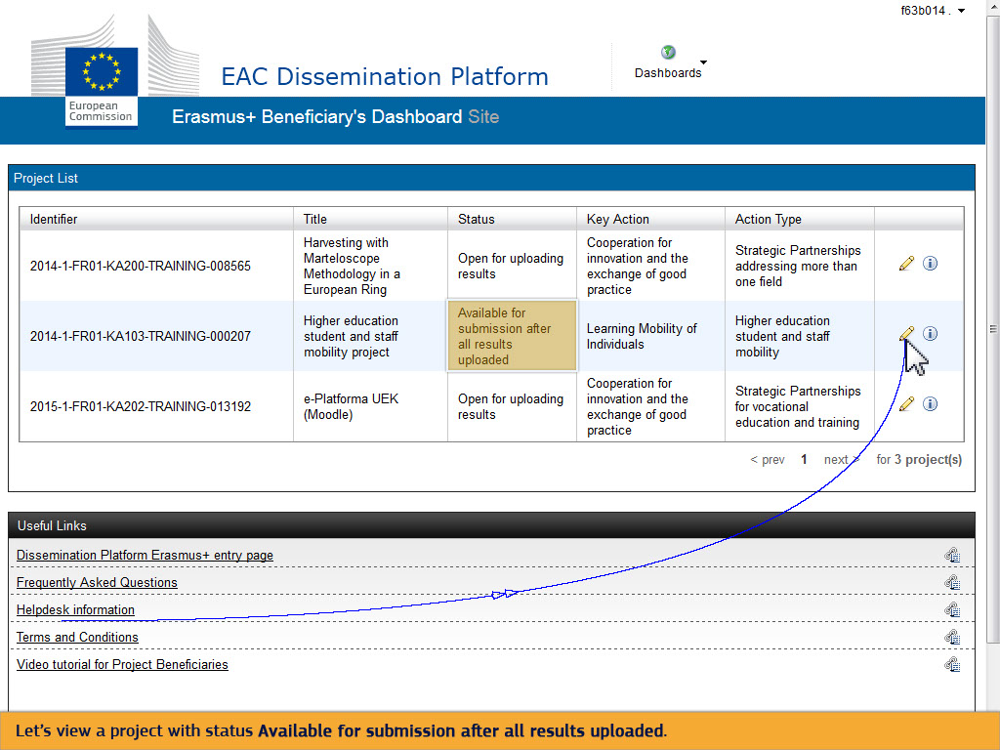 f63b014 .
EAC Dissemination Platform
Dashboards
European
Commission
Erasmus+ Beneficiary's Dashboard Site
Project List
Identifier Title Status Key Action Action Type
2014-1-FR01-KA200-TRAINING-008565
Harvesting with
Marteloscope
Methodology in a
European Ring
Open for uploading
results
Cooperation for
innovation and the
exchange of good
practice
Strategic Partnerships
addressing more than
one field
2014-1-FR01-KA103-TRAINING-000207
Higher education
student and staff
mobility project
Available for
submission after
all results
uploaded
Learning Mobility of
Individuals
Higher education
student and staff
mobility
2015-1-FR01-KA202-TRAINING-013192
e-Platforma UEK
(Moodle)
Open for uploading
results
Cooperation for
innovation and the
exchange of good
practice
Strategic Partnerships
for vocational
education and training
< prev 1 next > for 3 project(s)
Useful Links
Dissemination Platform Erasmus+ entry page
Frequently Asked Questions
Helpdesk information
Terms and Conditions
Video tutorial for Project Beneficiaries
Let's view a project with status Available for submission after all results uploaded.